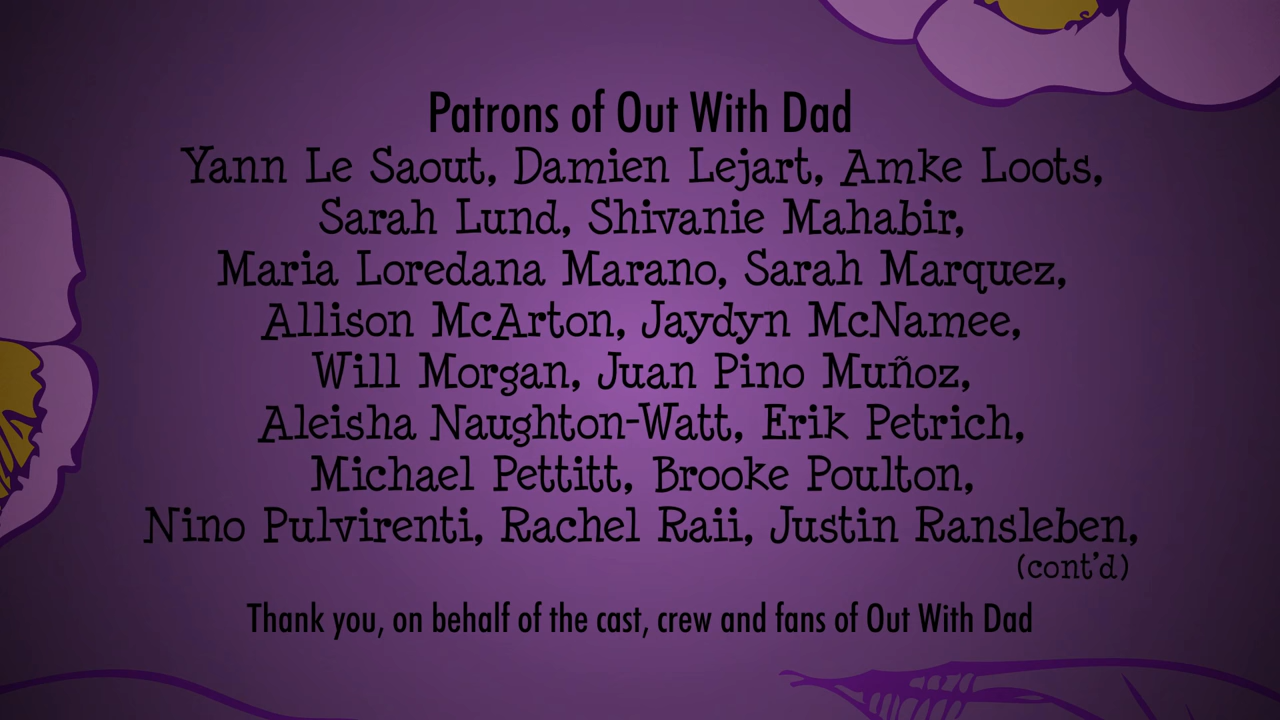 Patrons of Out With Dad
Yann Le Saout, Damien Lejart, Amke Loots,
Sarah Lund, Shivanie Mahabir,
Maria Loredana Marano, Sarah Marquez,
Allison McArton, Jaydyn McNamee,
Will Morgan, Juan Pino Muñoz,
Aleisha Naughton-Watt, Erik Petrich,
Michael Pettitt, Brooke Poulton,
Nino Pulvirenti, Rachel Raii, Justin Ransleben,
(cont'd)
Thank you, on behalf of the cast, crew and fans of Out With Dad